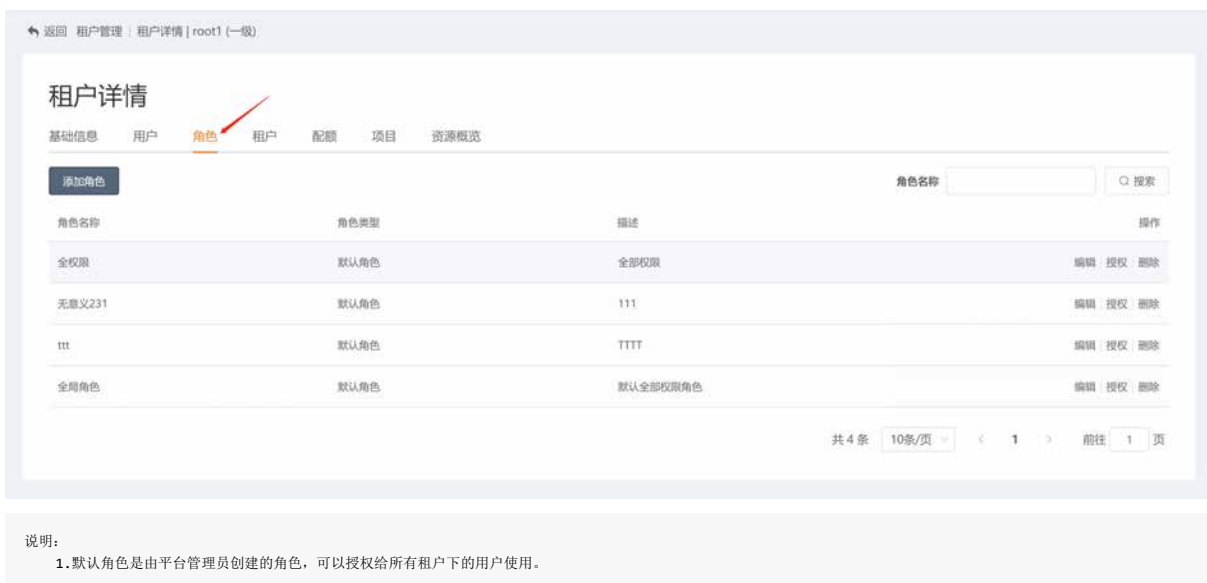 返回 租户管理 | 租户详情 | root1 (一级)
租户详情
基础信息 用户 角色 租户 配额 项目 资源概览
添加角色 角色名称 搜索
角色名称 角色类型 描述 操作
全权限 默认角色 全部权限 编辑 | 授权 | 删除
无意义231 默认角色 111 编辑 | 授权 | 删除
ttt 默认角色 TTTT 编辑 | 授权 | 删除
全局角色 默认角色 默认全部权限角色 编辑 | 授权 | 删除
共 4 条 10条/页 < 1 > 前往 1 页
说明：
1.默认角色是由平台管理员创建的角色，可以授权给所有租户下的用户使用。